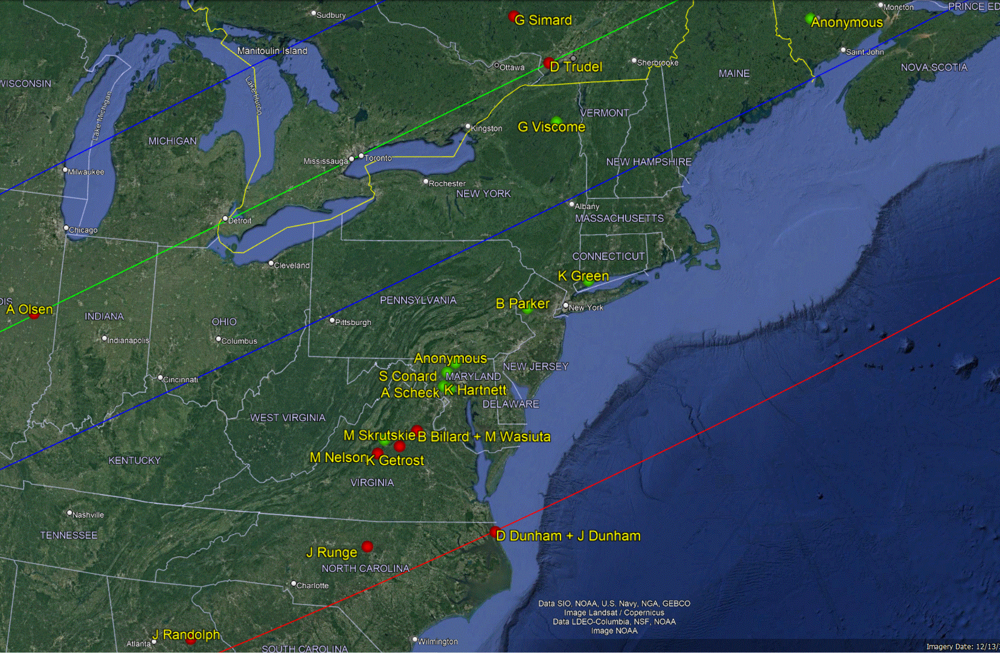 Moncton
PRINCE ED
Sudbury
G Simard
Anonymous
Manitoulin Island
Saint John
Ottawa
D Trudel
Sherbrooke
NOVA SCOTIA
MAINE
WISCONSIN
Lake Huron
Lake Michigan
VERMONT
G Viscome
Kingston
MICHIGAN
Mississauga
Toronto
NEW HAMPSHIRE
Milwaukee
Rochester
NEW YORK
Albany
MASSACHUSETTS
Detroit
Chicago
CONNECTICUT
Cleveland
K Green
OIS
PENNSYLVANIA
B Parker
New York
A Olsen
INDIANA
OHIO
Pittsburgh
Indianapolis
Columbus
Anonymous
NEW JERSEY
S Conard
MARYLAND
Cincinnati
A Scheck
K Hartnett
DELAWARE
WEST VIRGINIA
M Skrutskie
B Billard + M Wasiuta
M Nelson
K Getrost
KENTUCKY
VIRGINIA
Nashville
TENNESSEE
D Dunham + J Dunham
J Runge
NORTH CAROLINA
Charlotte
Data SIO, NOAA, U.S. Navy, NGA, GEBCO
Image Landsat / Copernicus
Data LDEO-Columbia, NSF, NOAA
Image NOAA
J Randolph
Atlanta
Wilmington
SOUTH CAROLINA
Imagery Date: 12/13/